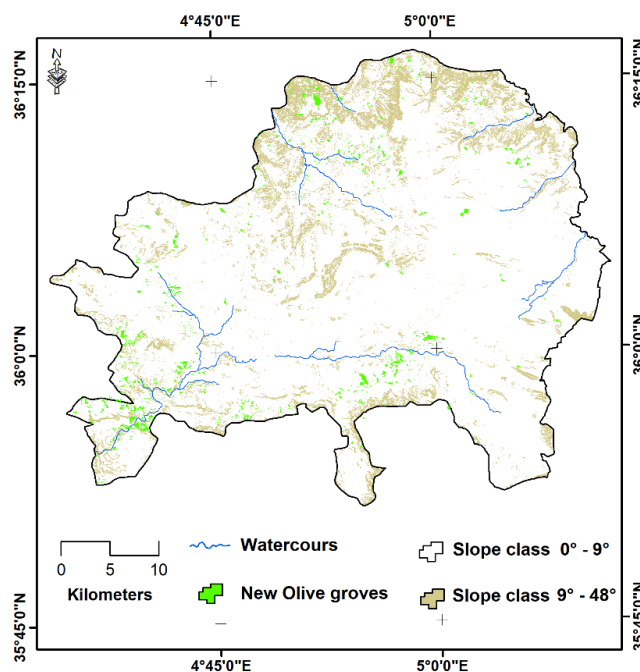 4°45'0"E 5°0'0"E
N
36°15'0"N 36°15'0"N
36°0'0"N 36°0'0"N
Watercours Slope class 0° - 9°
0 5 10
Kilometers New Olive groves Slope class 9° - 48°
35°45'0"N 35°45'0"N
4°45'0"E 5°0'0"E